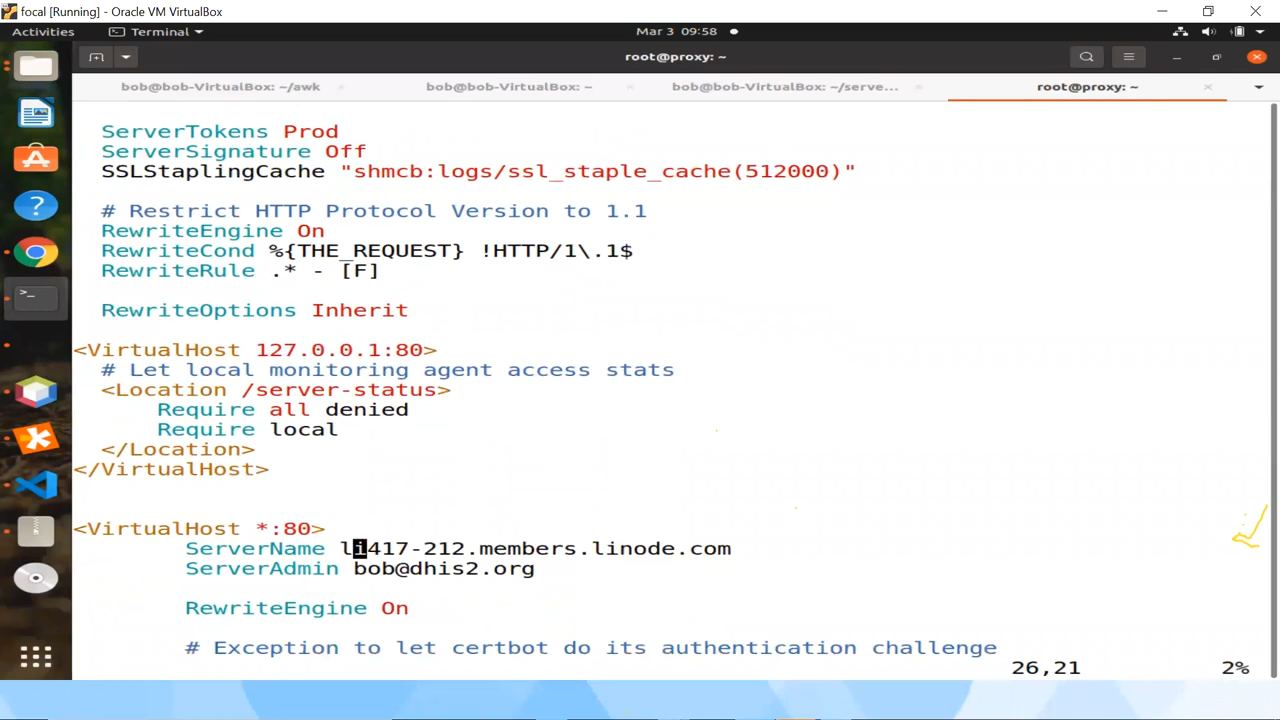 focal [Running] - Oracle VM VirtualBox
Activities Terminal Mar 3 09:58
root@proxy: ~
bob@bob-VirtualBox: ~/awk bob@bob-VirtualBox: ~ bob@bob-VirtualBox: ~/serve... root@proxy: ~
ServerTokens Prod
ServerSignature Off
SSLStaplingCache "shmcb:logs/ssl_staple_cache(512000)"
# Restrict HTTP Protocol Version to 1.1
RewriteEngine On
RewriteCond %{THE_REQUEST} !HTTP/1\.1$
RewriteRule .* - [F]
RewriteOptions Inherit
<VirtualHost 127.0.0.1:80>
# Let local monitoring agent access stats
<Location /server-status>
Require all denied
Require local
</Location>
</VirtualHost>
<VirtualHost *:80>
ServerName li417-212.members.linode.com
ServerAdmin bob@dhis2.org
RewriteEngine On
# Exception to let certbot do its authentication challenge
26,21 2%